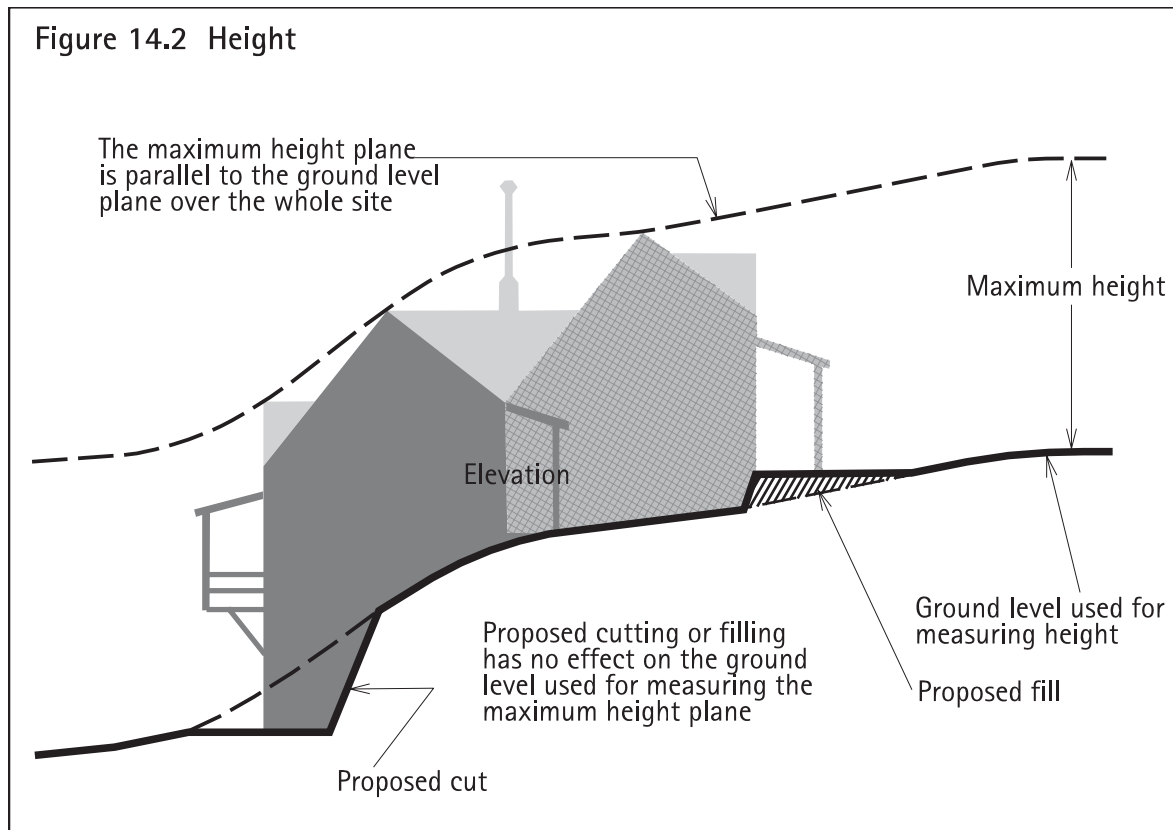 Figure 14.2 Height
The maximum height plane
is parallel to the ground level
plane over the whole site
Maximum height
Elevation
Ground level used for
measuring height
Proposed cutting or filling
has no effect on the ground
level used for measuring the
maximum height plane
Proposed fill
Proposed cut